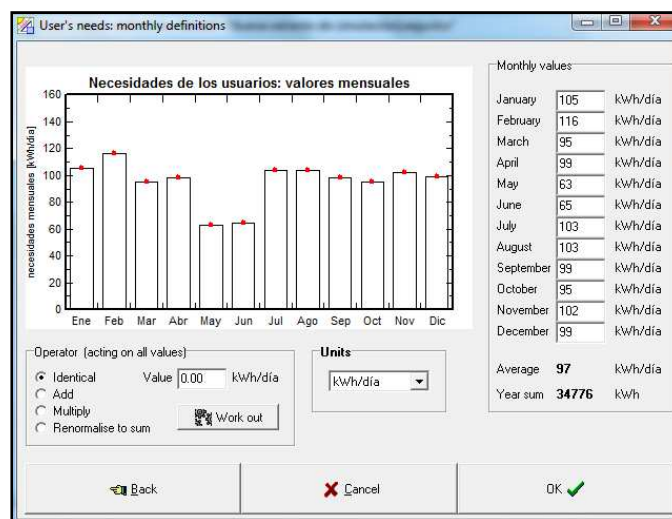 User's needs: monthly definitions
Necesidades de los usuarios: valores mensuales
necesidades mensuales [kWh/día]
160
140
120
100
80
60
40
20
0
Ene Feb Mar Abr May Jun Jul Ago Sep Oct Nov Dic
Monthly values
January 105 kWh/día
February 116 kWh/día
March 95 kWh/día
April 99 kWh/día
May 63 kWh/día
June 65 kWh/día
July 103 kWh/día
August 103 kWh/día
September 99 kWh/día
October 95 kWh/día
November 102 kWh/día
December 99 kWh/día
Average 97 kWh/día
Year sum 34776 kWh
Operator (acting on all values)
Identical
Add
Multiply
Renormalise to sum
Value 0.00 kWh/día
Work out
Units
kWh/día
Back
Cancel
OK